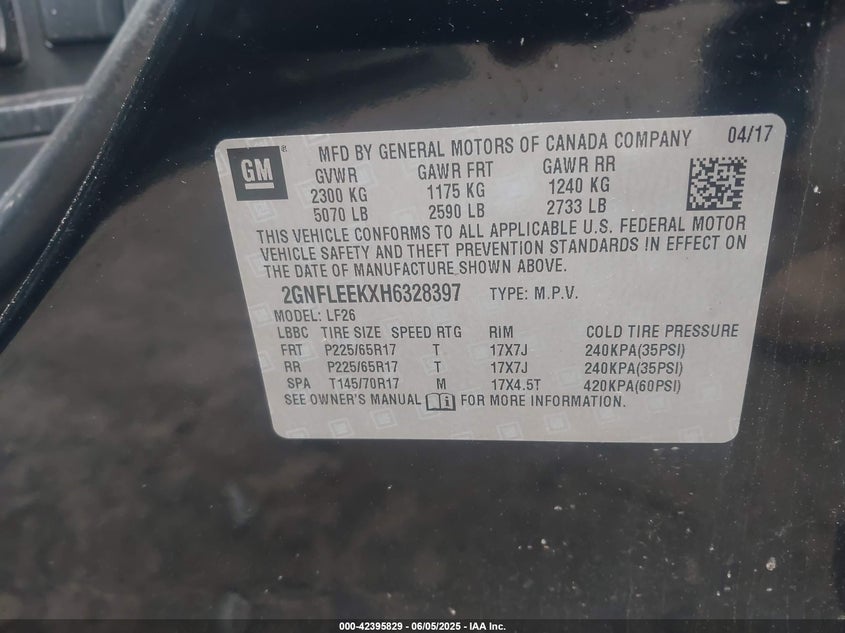 GM ® MFD BY GENERAL MOTORS OF CANADA COMPANY 04/17
GVWR GAWR FRT GAWR RR
2300 KG 1175 KG 1240 KG
5070 LB 2590 LB 2733 LB
THIS VEHICLE CONFORMS TO ALL APPLICABLE U.S. FEDERAL MOTOR
VEHICLE SAFETY AND THEFT PREVENTION STANDARDS IN EFFECT ON
THE DATE OF MANUFACTURE SHOWN ABOVE.
2GNFLEEKXH6328397 TYPE: M.P.V.
MODEL: LF26
LBBC TIRE SIZE SPEED RTG RIM COLD TIRE PRESSURE
FRT P225/65R17 T 17X7J 240KPA(35PSI)
RR P225/65R17 T 17X7J 240KPA(35PSI)
SPA T145/70R17 M 17X4.5T 420KPA(60PSI)
SEE OWNER'S MANUAL FOR MORE INFORMATION.
000-42395829 - 06/05/2025 - IAA Inc.